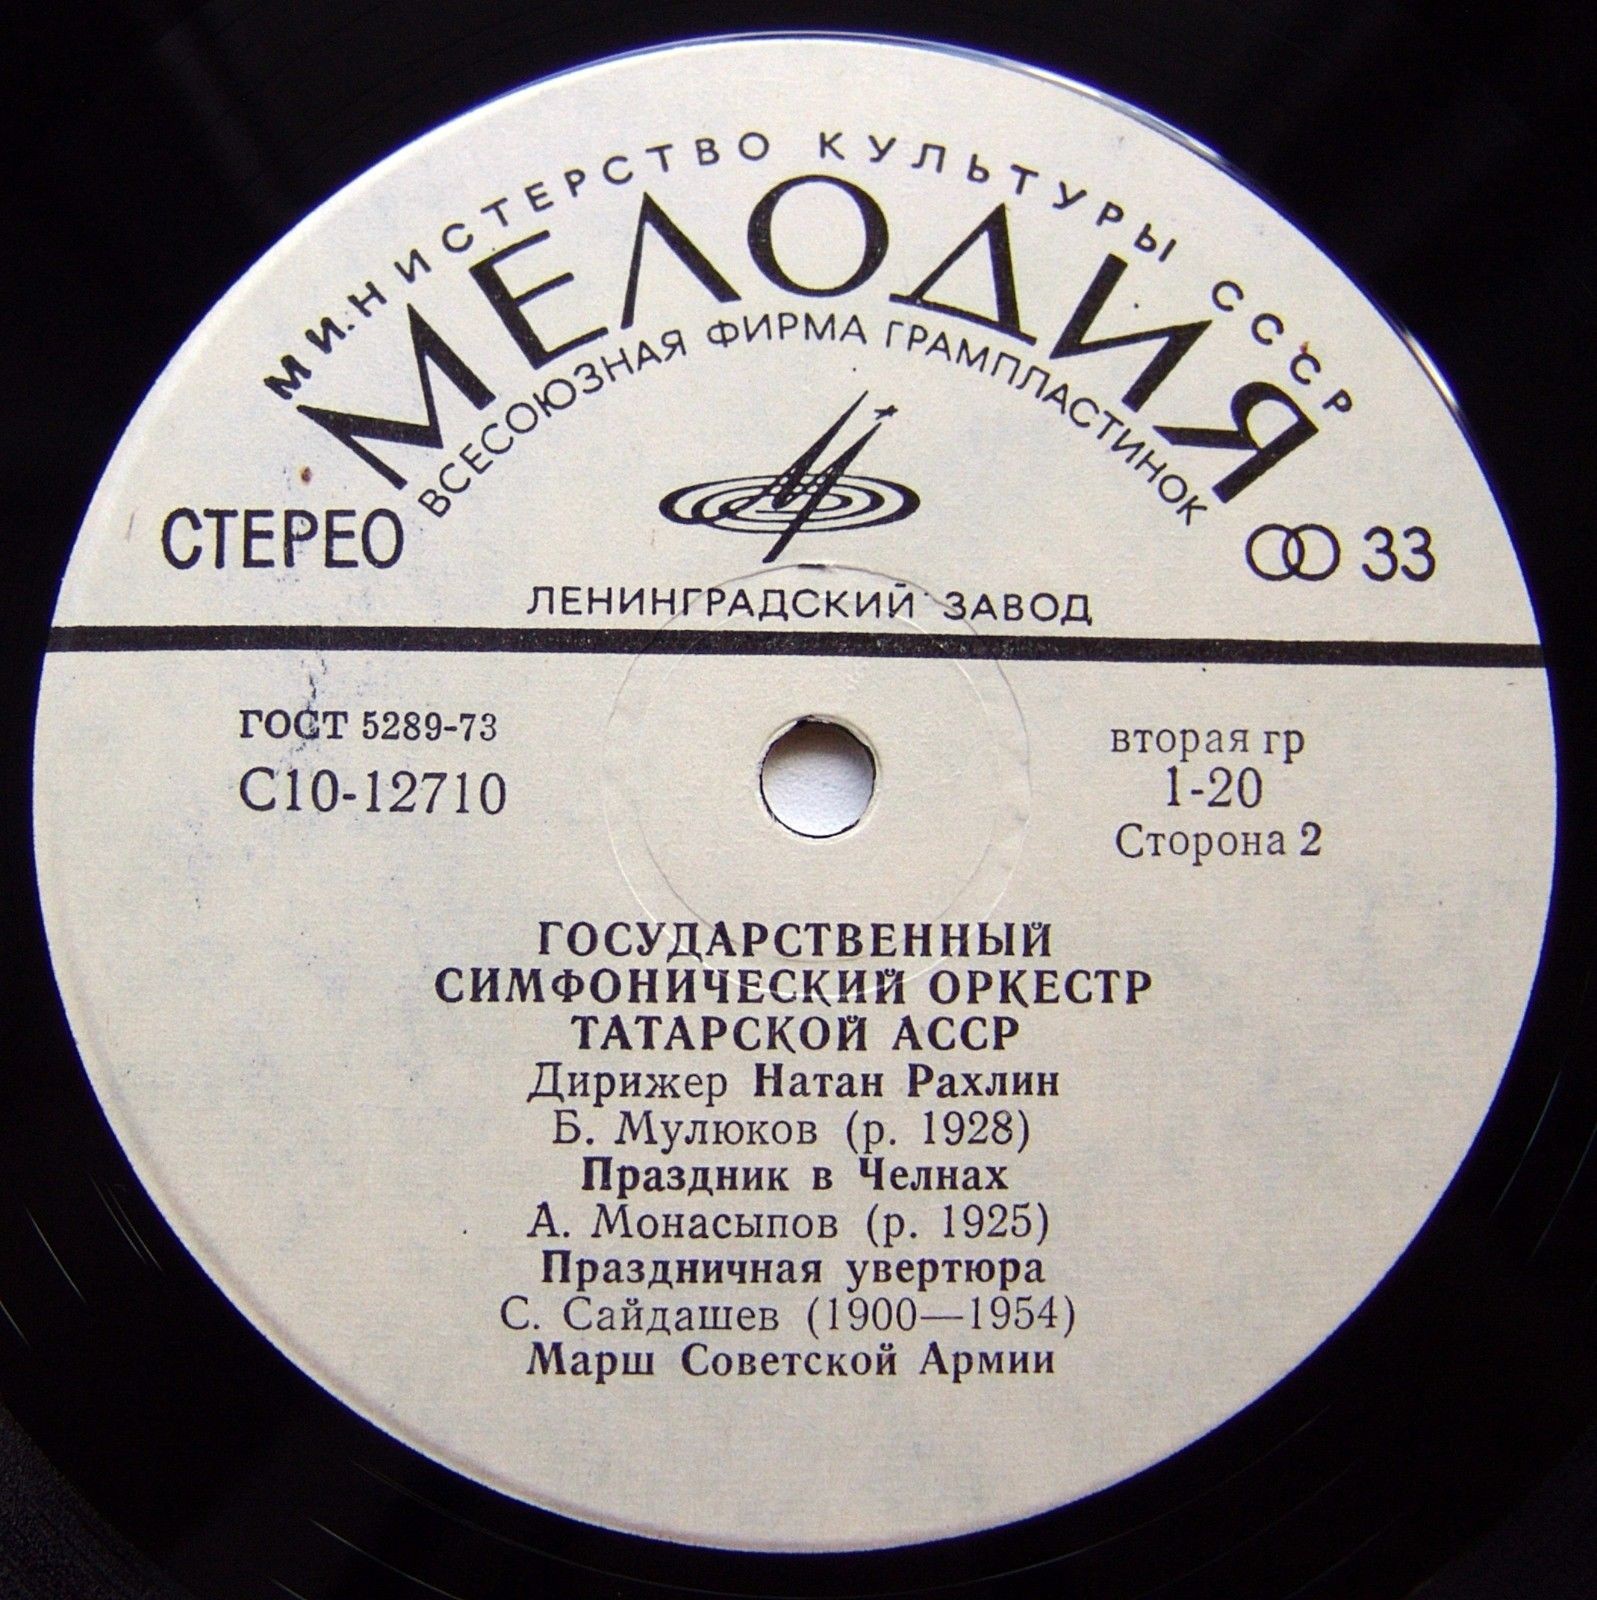 МИНИСТЕРСТВО КУЛЬТУРЫ СССР
МЕЛОДИЯ
ВСЕСОЮЗНАЯ ФИРМА ГРАМПЛАСТИНОК
СТЕРЕО
33
ЛЕНИНГРАДСКИЙ ЗАВОД
ГОСТ 5289-73
С10-12710
вторая гр
1-20
Сторона 2
ГОСУДАРСТВЕННЫЙ
СИМФОНИЧЕСКИЙ ОРКЕСТР
ТАТАРСКОЙ АССР
Дирижер Натан Рахлин
Б. Мулюков (р. 1928)
Праздник в Челнах
А. Монасыпов (р. 1925)
Праздничная увертюра
С. Сайдашев (1900—1954)
Марш Советской Армии